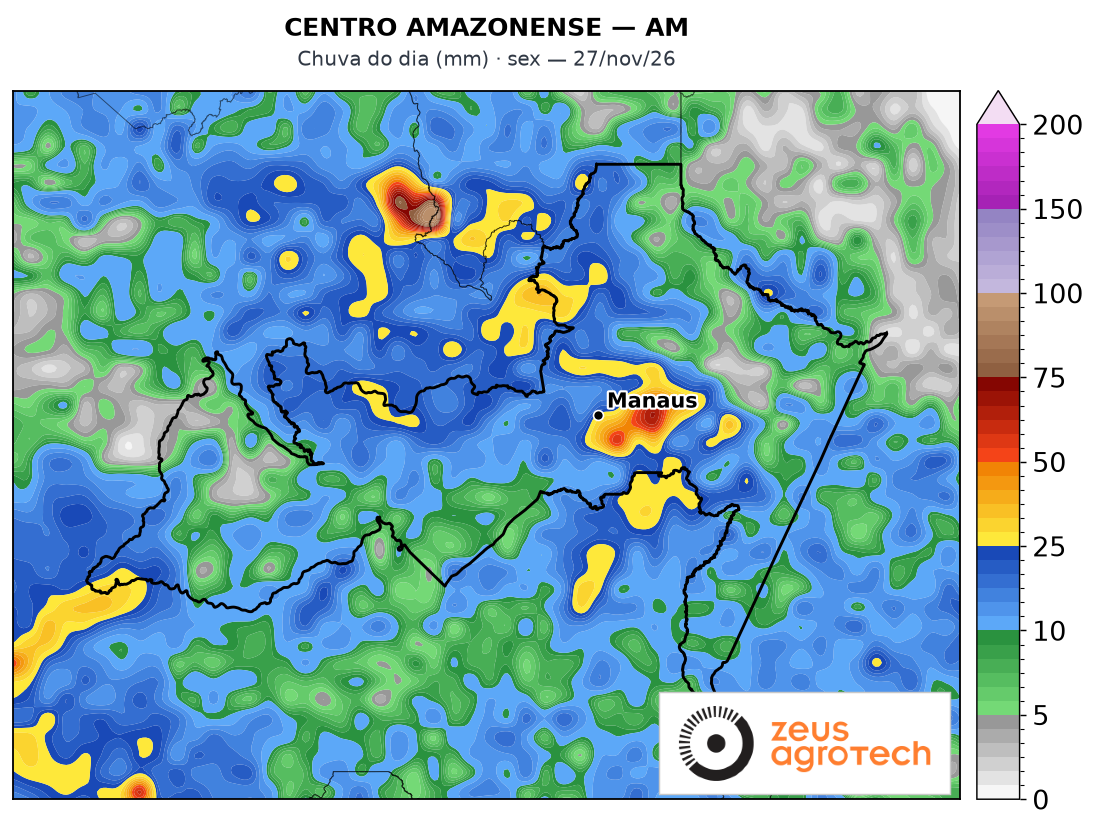 CENTRO AMAZONENSE — AM
Chuva do dia (mm) · sex — 27/nov/26
200
150
100
75
50
25
10
5
0
Manaus
zeus
agrotech